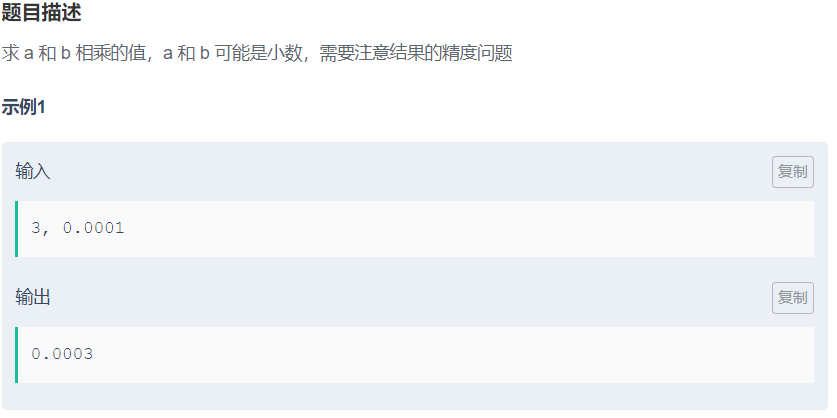 题目描述
求 a 和 b 相乘的值，a 和 b 可能是小数，需要注意结果的精度问题
示例1
输入
复制
3, 0.0001
输出
复制
0.0003